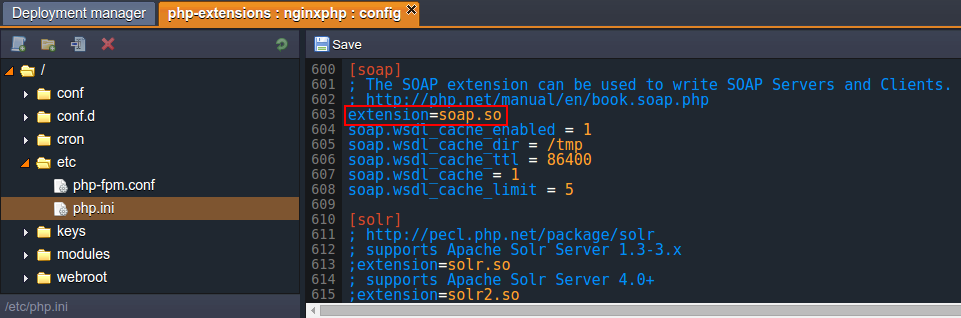 Deployment manager
php-extensions : nginxphp : config
/
conf
conf.d
cron
etc
php-fpm.conf
php.ini
keys
modules
webroot
/etc/php.ini
Save
600 [soap]
601 ; The SOAP extension can be used to write SOAP Servers and Clients.
602 ; http://php.net/manual/en/book.soap.php
603 extension=soap.so
604 soap.wsdl_cache_enabled = 1
605 soap.wsdl_cache_dir = /tmp
606 soap.wsdl_cache_ttl = 86400
607 soap.wsdl_cache = 1
608 soap.wsdl_cache_limit = 5
609
610 [solr]
611 ; http://pecl.php.net/package/solr
612 ; supports Apache Solr Server 1.3-3.x
613 ;extension=solr.so
614 ; supports Apache Solr Server 4.0+
615 ;extension=solr2.so